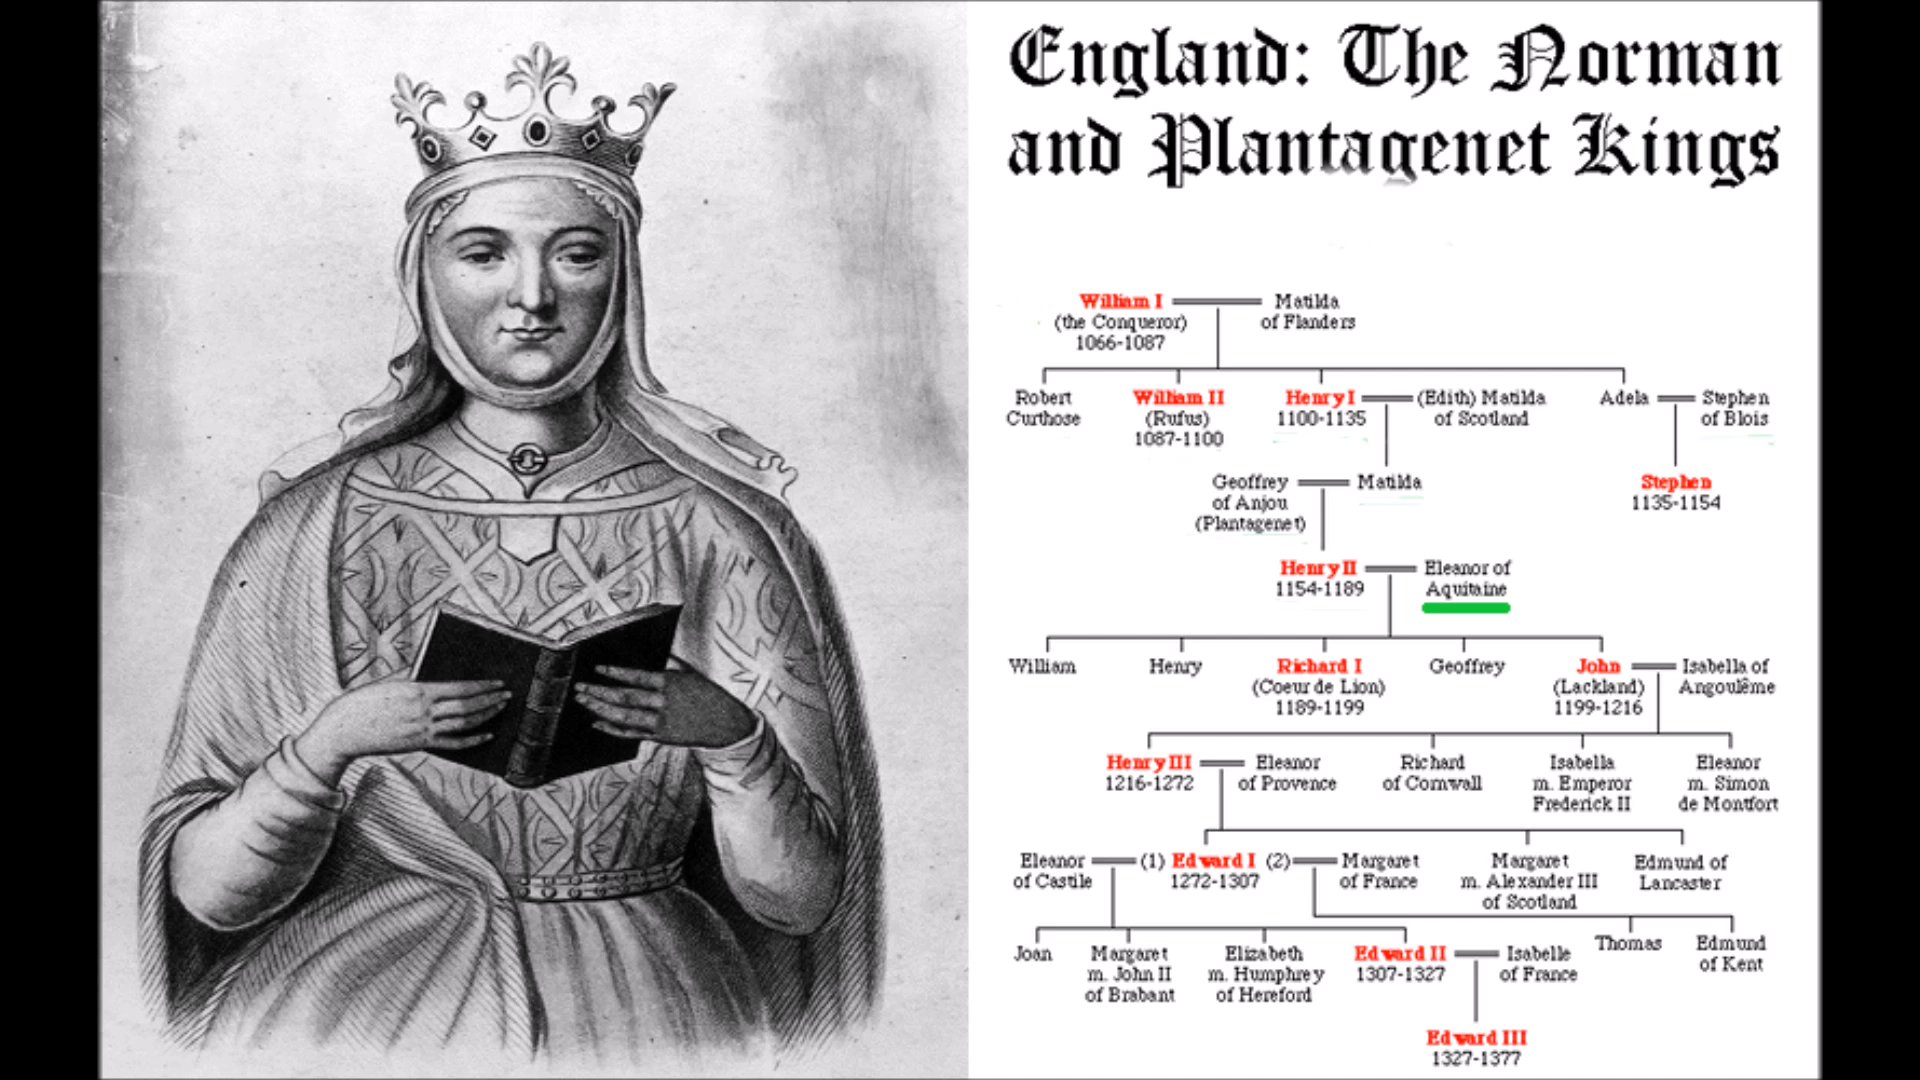 England: The Norman
and Plantagenet Kings
William I
(the Conqueror)
1066-1087
Matilda
of Flanders
Robert
Curthose
William II
(Rufus)
1087-1100
Henry I
1100-1135
(Edith) Matilda
of Scotland
Adela
Stephen
of Blois
Geoffrey
of Anjou
(Plantagenet)
Matilda
Stephen
1135-1154
Henry II
1154-1189
Eleanor of
Aquitaine
William
Henry
Richard I
(Coeur de Lion)
1189-1199
Geoffrey
John
(Lackland)
1199-1216
Isabella of
Angoulême
Henry III
1216-1272
Eleanor
of Provence
Richard
of Cornwall
Isabella
m. Emperor
Frederick II
Eleanor
m. Simon
de Montfort
Eleanor
of Castile
(1) Edward I (2)
1272-1307
Margaret
of France
Margaret
m. Alexander III
of Scotland
Edmund of
Lancaster
Joan
Margaret
m. John II
of Brabant
Elizabeth
m. Humphrey
of Hereford
Edward II
1307-1327
Isabelle
of France
Thomas
Edmund
of Kent
Edward III
1327-1377